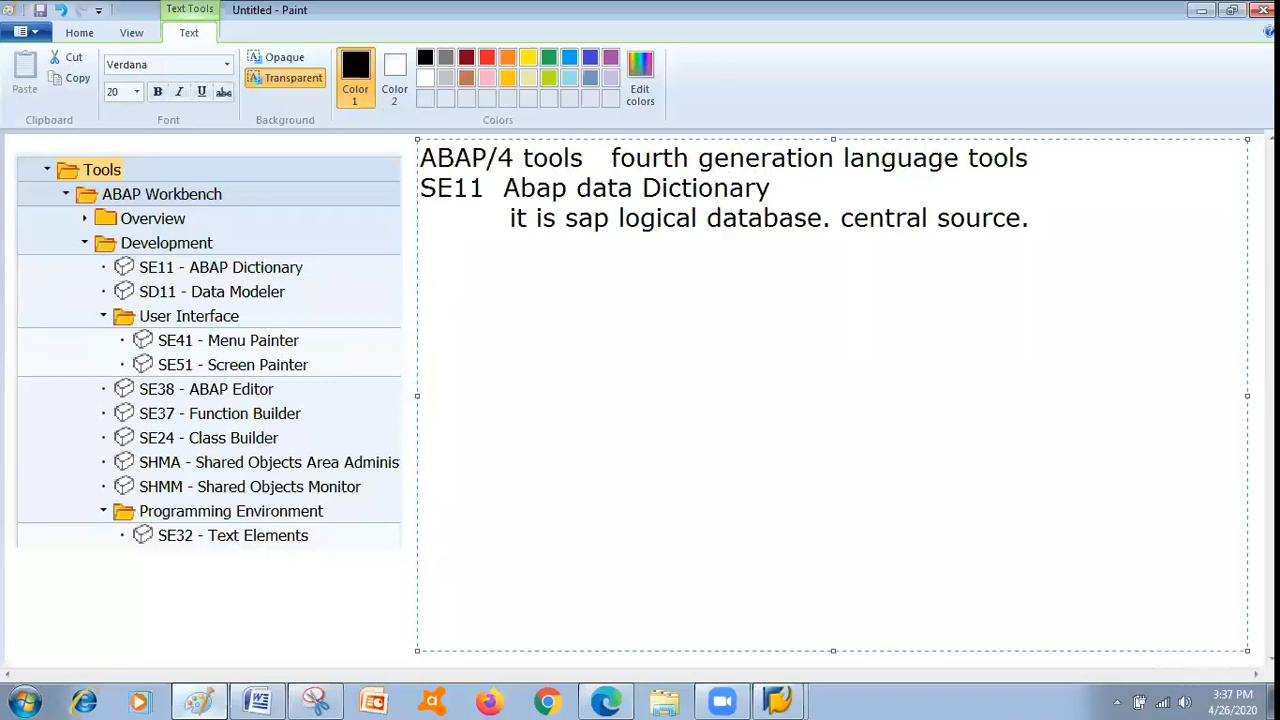 Text Tools
Untitled - Paint
Home
View
Text
Paste
Cut
Copy
Clipboard
Verdana
20
B I U abc
Font
Opaque
Transparent
Background
Color 1
Color 2
Edit colors
Colors
Tools
ABAP Workbench
Overview
Development
SE11 - ABAP Dictionary
SD11 - Data Modeler
User Interface
SE41 - Menu Painter
SE51 - Screen Painter
SE38 - ABAP Editor
SE37 - Function Builder
SE24 - Class Builder
SHMA - Shared Objects Area Adminis
SHMM - Shared Objects Monitor
Programming Environment
SE32 - Text Elements
ABAP/4 tools fourth generation language tools
SE11 Abap data Dictionary
it is sap logical database. central source.
3:37 PM
4/26/2020